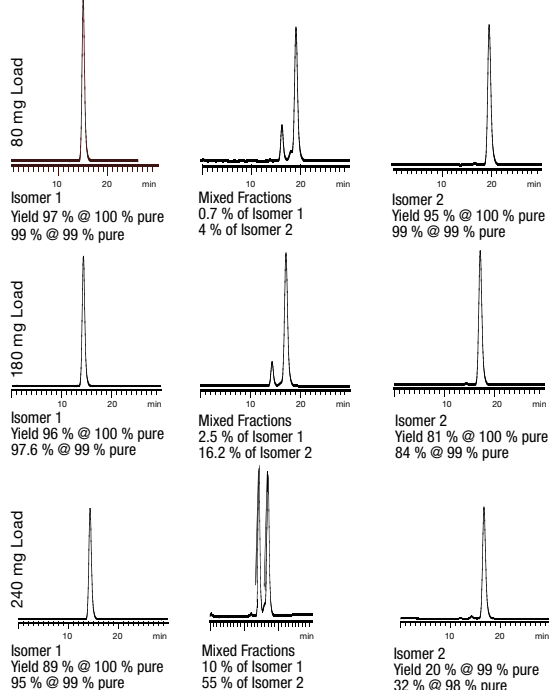 80 mg Load
10 20 min
10 20 min
10 20 min
Isomer 1
Yield 97 % @ 100 % pure
99 % @ 99 % pure
Mixed Fractions
0.7 % of Isomer 1
4 % of Isomer 2
Isomer 2
Yield 95 % @ 100 % pure
99 % @ 99 % pure
180 mg Load
10 20 min
10 20 min
10 20 min
Isomer 1
Yield 96 % @ 100 % pure
97.6 % @ 99 % pure
Mixed Fractions
2.5 % of Isomer 1
16.2 % of Isomer 2
Isomer 2
Yield 81 % @ 100 % pure
84 % @ 99 % pure
240 mg Load
10 20 min
min
10 20 min
Isomer 1
Yield 89 % @ 100 % pure
95 % @ 99 % pure
Mixed Fractions
10 % of Isomer 1
55 % of Isomer 2
Isomer 2
Yield 20 % @ 99 % pure
32 % @ 98 % pure